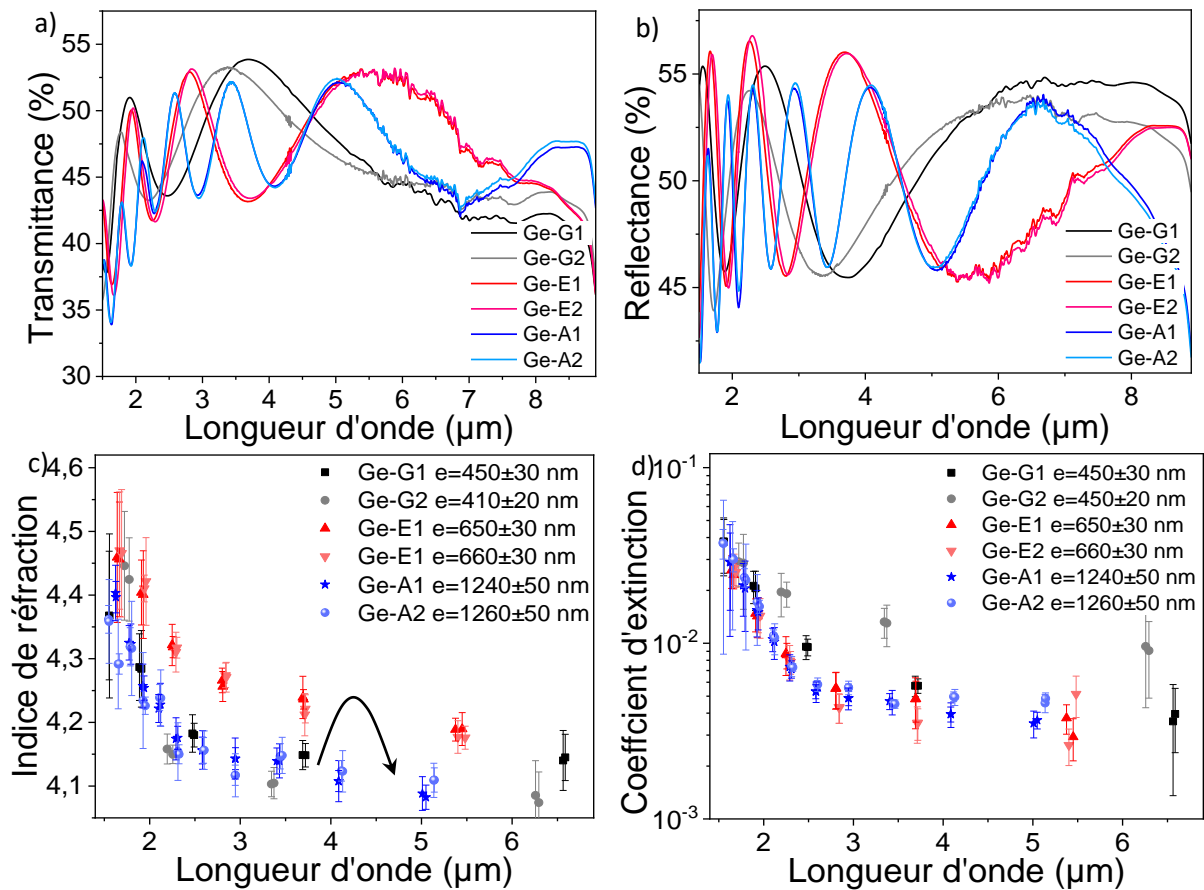 a)
Transmittance (%)
55
50
45
40
35
30
2
3
4
5
6
7
8
Longueur d'onde (µm)
Ge-G1
Ge-G2
Ge-E1
Ge-E2
Ge-A1
Ge-A2
b)
Reflectance (%)
55
50
45
2
4
6
8
Longueur d'onde (µm)
Ge-G1
Ge-G2
Ge-E1
Ge-E2
Ge-A1
Ge-A2
c)
Indice de réfraction
4,6
4,5
4,4
4,3
4,2
4,1
2
3
4
5
6
Longueur d'onde (µm)
Ge-G1 e=450±30 nm
Ge-G2 e=410±20 nm
Ge-E1 e=650±30 nm
Ge-E1 e=660±30 nm
Ge-A1 e=1240±50 nm
Ge-A2 e=1260±50 nm
d)
Coefficient d'extinction
10⁻¹
10⁻²
10⁻³
2
3
4
5
6
Longueur d'onde (µm)
Ge-G1 e=450±30 nm
Ge-G2 e=450±20 nm
Ge-E1 e=650±30 nm
Ge-E2 e=660±30 nm
Ge-A1 e=1240±50 nm
Ge-A2 e=1260±50 nm